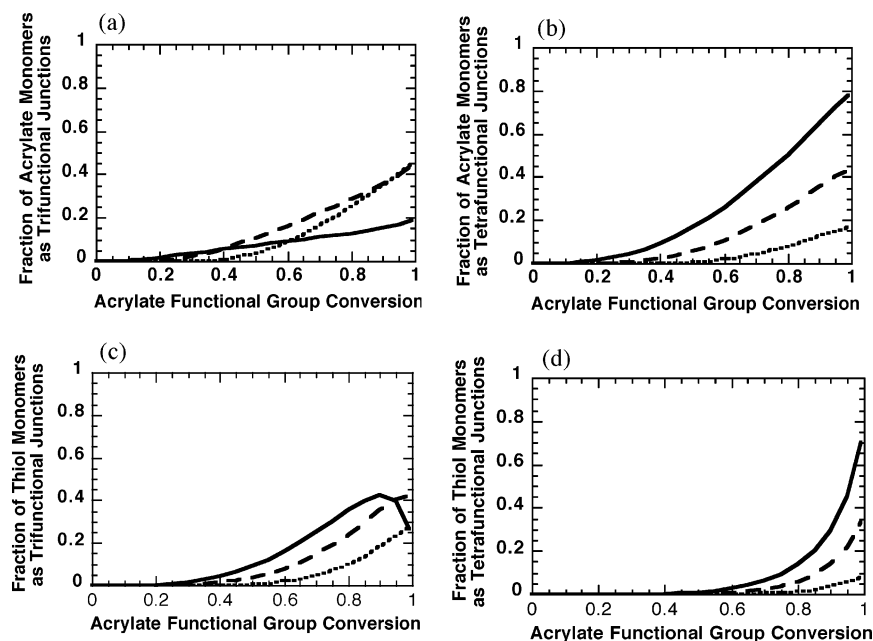 (a)
Fraction of Acrylate Monomers
as Trifunctional Junctions
1
0.8
0.6
0.4
0.2
0
0 0.2 0.4 0.6 0.8 1
Acrylate Functional Group Conversion
(b)
Fraction of Acrylate Monomers
as Tetrafunctional Junctions
1
0.8
0.6
0.4
0.2
0
0 0.2 0.4 0.6 0.8 1
Acrylate Functional Group Conversion
(c)
Fraction of Thiol Monomers
as Trifunctional Junctions
1
0.8
0.6
0.4
0.2
0
0 0.2 0.4 0.6 0.8 1
Acrylate Functional Group Conversion
(d)
Fraction of Thiol Monomers
as Tetrafunctional Junctions
1
0.8
0.6
0.4
0.2
0
0 0.2 0.4 0.6 0.8 1
Acrylate Functional Group Conversion